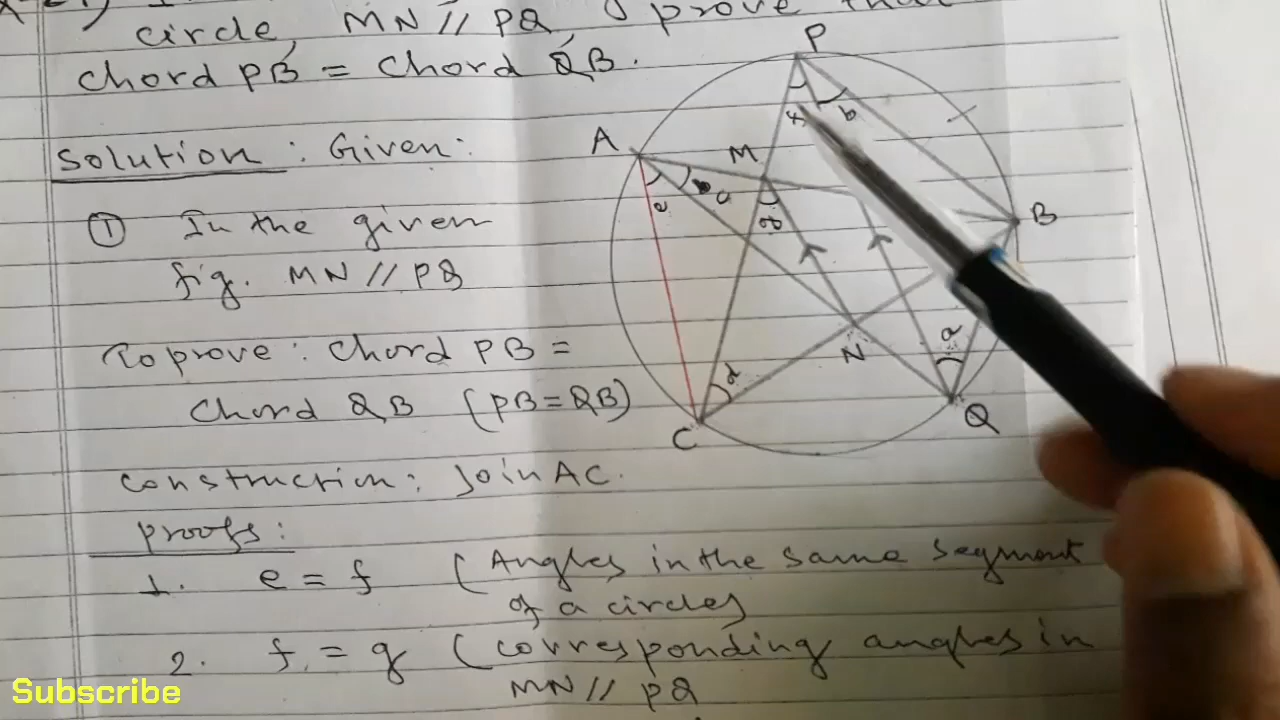 circle, MN // PQ, prove that
chord PB = chord QB.
Solution : Given:
① In the given
fig. MN // PQ
To prove : chord PB =
chord QB (PB = QB)
construction: Join AC.
proofs:
1. e = f (Angles in the same segment
of a circles)
2. f = g (corresponding angles in
MN // PQ
P
A
M
B
N
Q
C
f
b
e
a
g
d
a
Subscribe